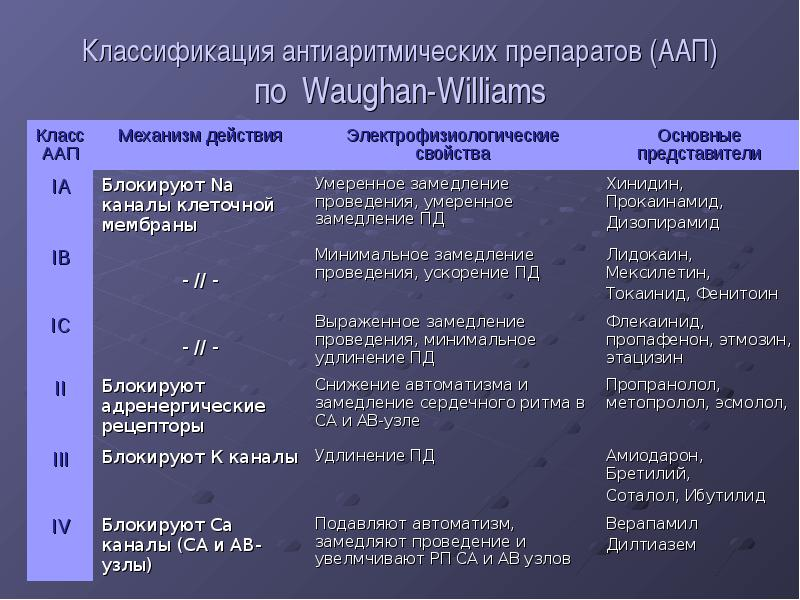 Классификация антиаритмических препаратов (ААП)
по Waughan-Williams
Класс ААП
Механизм действия
Электрофизиологические свойства
Основные представители
IA
Блокируют Na
каналы клеточной
мембраны
Умеренное замедление
проведения, умеренное
замедление ПД
Хинидин,
Прокаинамид,
Дизопирамид
IB
- // -
Минимальное замедление
проведения, ускорение ПД
Лидокаин,
Мексилетин,
Токаинид, Фенитоин
IC
- // -
Выраженное замедление
проведения, минимальное
удлинение ПД
Флекаинид,
пропафенон, этмозин,
этацизин
II
Блокируют
адренергические
рецепторы
Снижение автоматизма и
замедление сердечного ритма в
СА и АВ-узле
Пропранолол,
метопролол, эсмолол,
III
Блокируют К каналы
Удлинение ПД
Амиодарон,
Бретилий,
Соталол, Ибутилид
IV
Блокируют Са
каналы (СА и АВ-
узлы)
Подавляют автоматизм,
замедляют проведение и
увелмчивают РП СА и АВ узлов
Верапамил
Дилтиазем